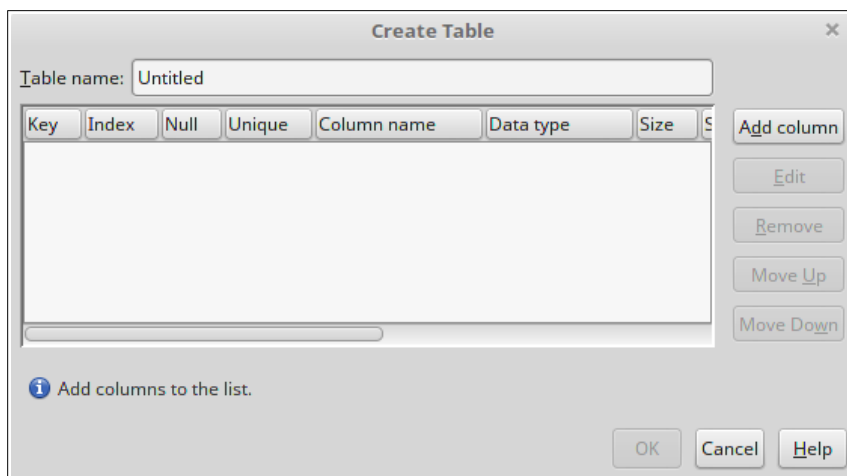 Create Table
Table name: Untitled
Key Index Null Unique Column name Data type Size S
Add column
Edit
Remove
Move Up
Move Down
Add columns to the list.
OK Cancel Help